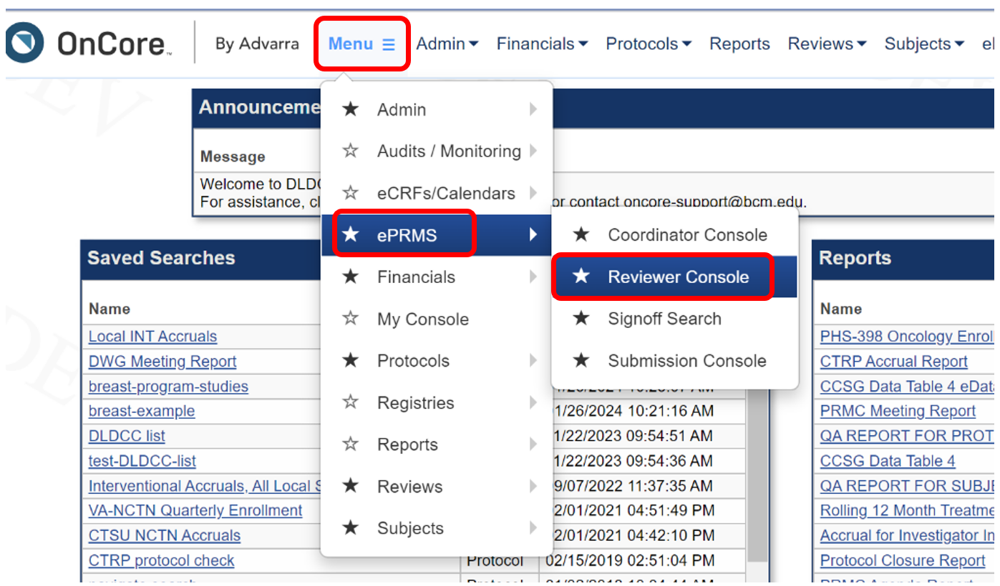 OnCore™ By Advarra Menu Admin Financials Protocols Reports Reviews Subjects
Announceme
Message
Welcome to DLDC
For assistance, cl
or contact oncore-support@bcm.edu.
Admin
Audits / Monitoring
eCRFs/Calendars
ePRMS
Financials
My Console
Protocols
Registries
Reports
Reviews
Subjects
Coordinator Console
Reviewer Console
Signoff Search
Submission Console
Saved Searches
Name
Local INT Accruals
DWG Meeting Report
breast-program-studies
breast-example 1/26/2024 10:21:16 AM
DLDCC list 1/22/2023 09:54:51 AM
test-DLDCC-list 1/22/2023 09:54:36 AM
Interventional Accruals, All Local 9/07/2022 11:37:35 AM
VA-NCTN Quarterly Enrollment 2/01/2021 04:51:49 PM
CTSU NCTN Accruals 2/01/2021 04:42:10 PM
CTRP protocol check Protocol 02/15/2019 02:51:04 PM
Reports
Name
PHS-398 Oncology Enroll
CTRP Accrual Report
CCSG Data Table 4 eData
PRMC Meeting Report
QA REPORT FOR PROT
CCSG Data Table 4
QA REPORT FOR SUBJE
Rolling 12 Month Treatme
Accrual for Investigator In
Protocol Closure Report